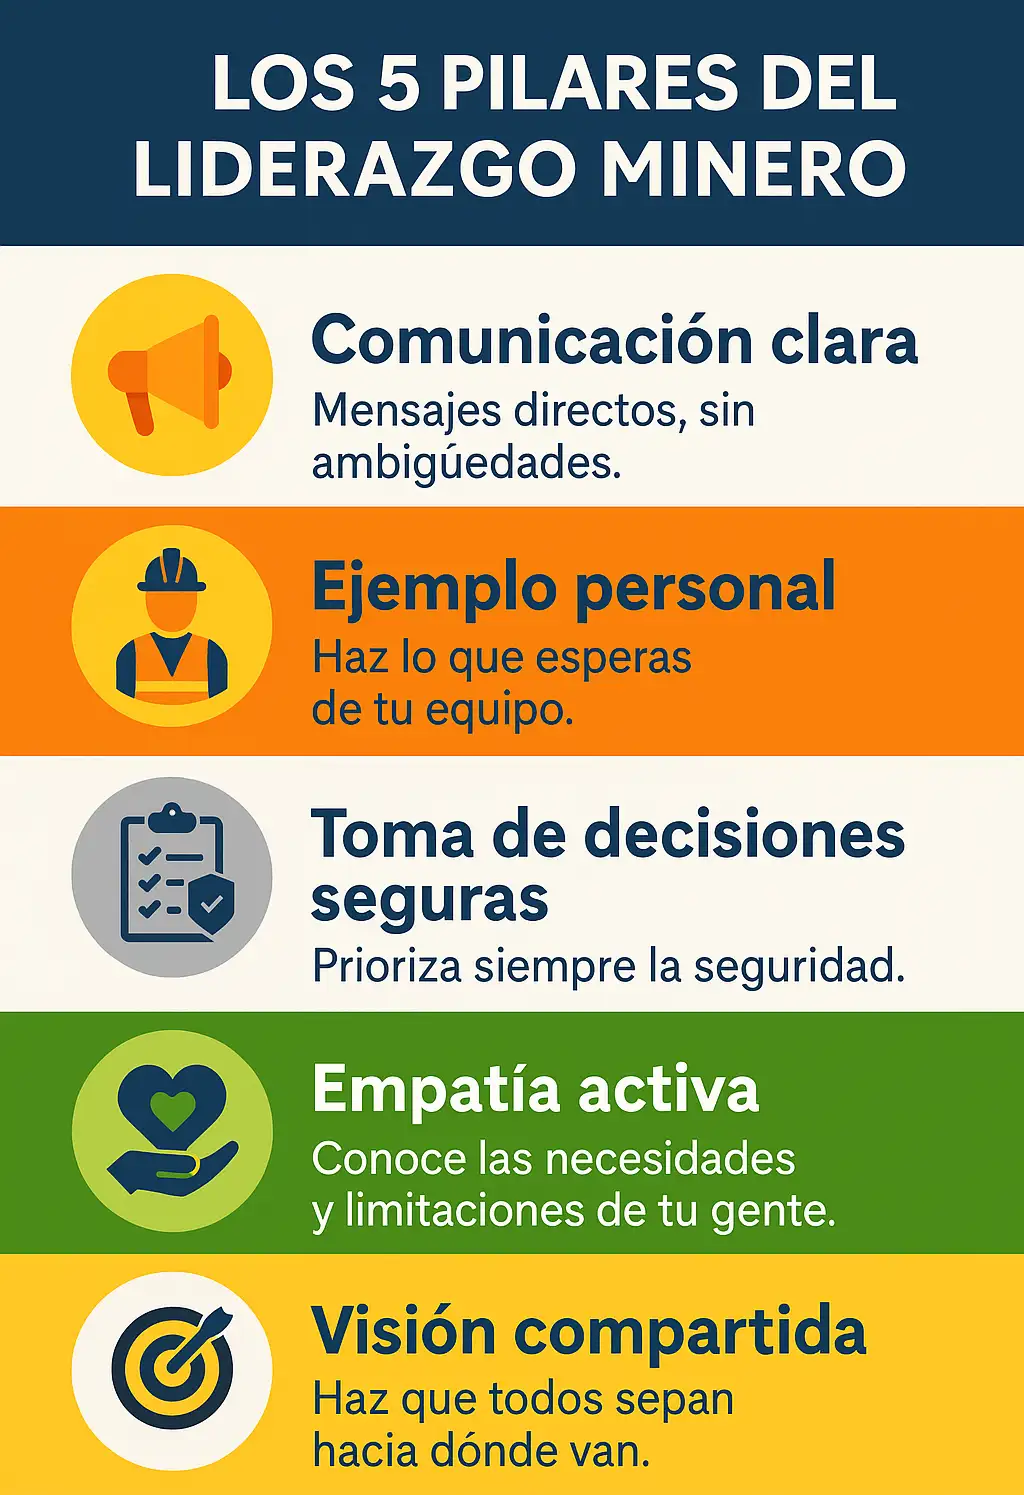 LOS 5 PILARES DEL
LIDERAZGO MINERO
Comunicación clara
Mensajes directos, sin
ambigúedades.
Ejemplo personal
Haz lo que esperas
de tu equipo.
Toma de decisiones
seguras
Prioriza siempre la seguridad.
Empatía activa
Conoce las necesidades
y limitaciones de tu gente.
Visión compartida
Haz que todos sepan
hacia dónde van.